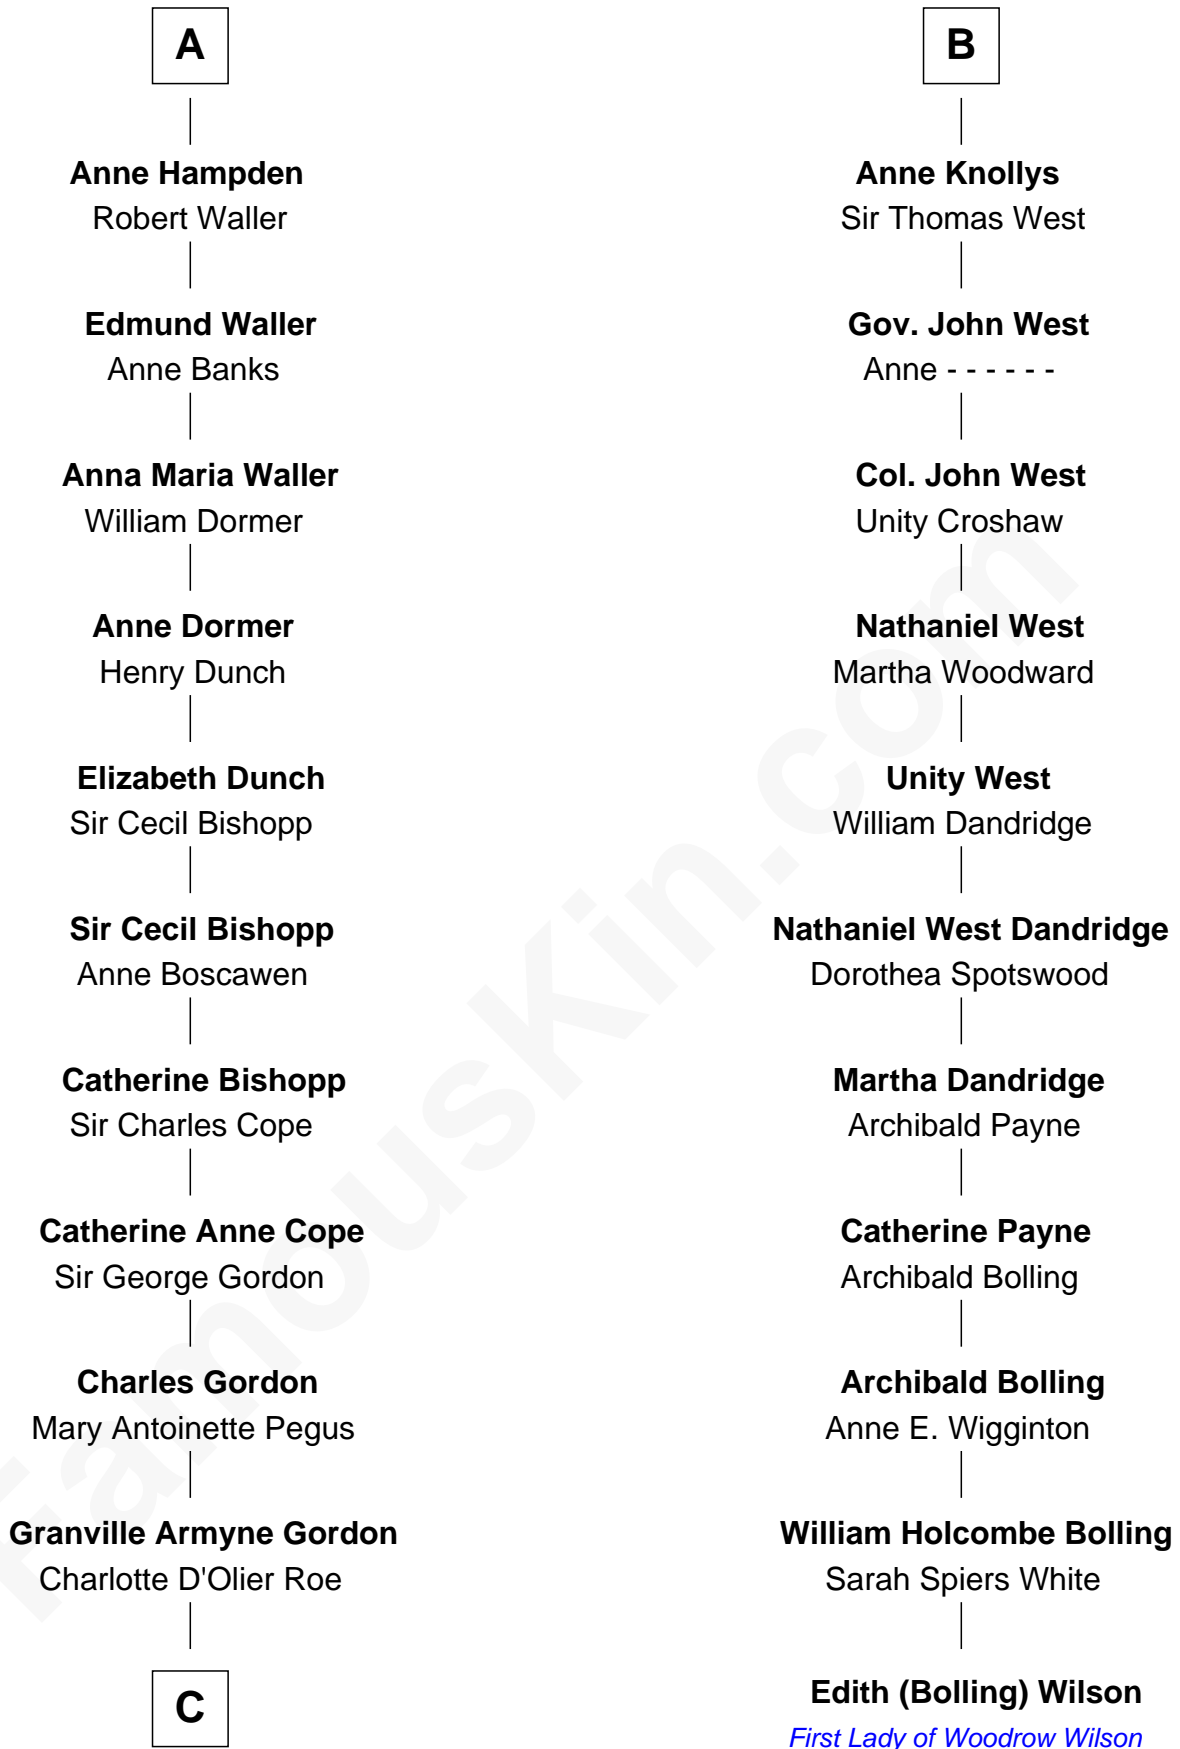 A
Anne Hampden
Robert Waller
Edmund Waller
Anne Banks
Anna Maria Waller
William Dormer
Anne Dormer
Henry Dunch
Elizabeth Dunch
Sir Cecil Bishopp
Sir Cecil Bishopp
Anne Boscawen
Catherine Bishopp
Sir Charles Cope
Catherine Anne Cope
Sir George Gordon
Charles Gordon
Mary Antoinette Pegus
Granville Armyne Gordon
Charlotte D'Olier Roe
C
B
Anne Knollys
Sir Thomas West
Gov. John West
Anne - - - - - -
Col. John West
Unity Croshaw
Nathaniel West
Martha Woodward
Unity West
William Dandridge
Nathaniel West Dandridge
Dorothea Spotswood
Martha Dandridge
Archibald Payne
Catherine Payne
Archibald Bolling
Archibald Bolling
Anne E. Wigginton
William Holcombe Bolling
Sarah Spiers White
Edith (Bolling) Wilson
First Lady of Woodrow Wilson
FamousKin.com